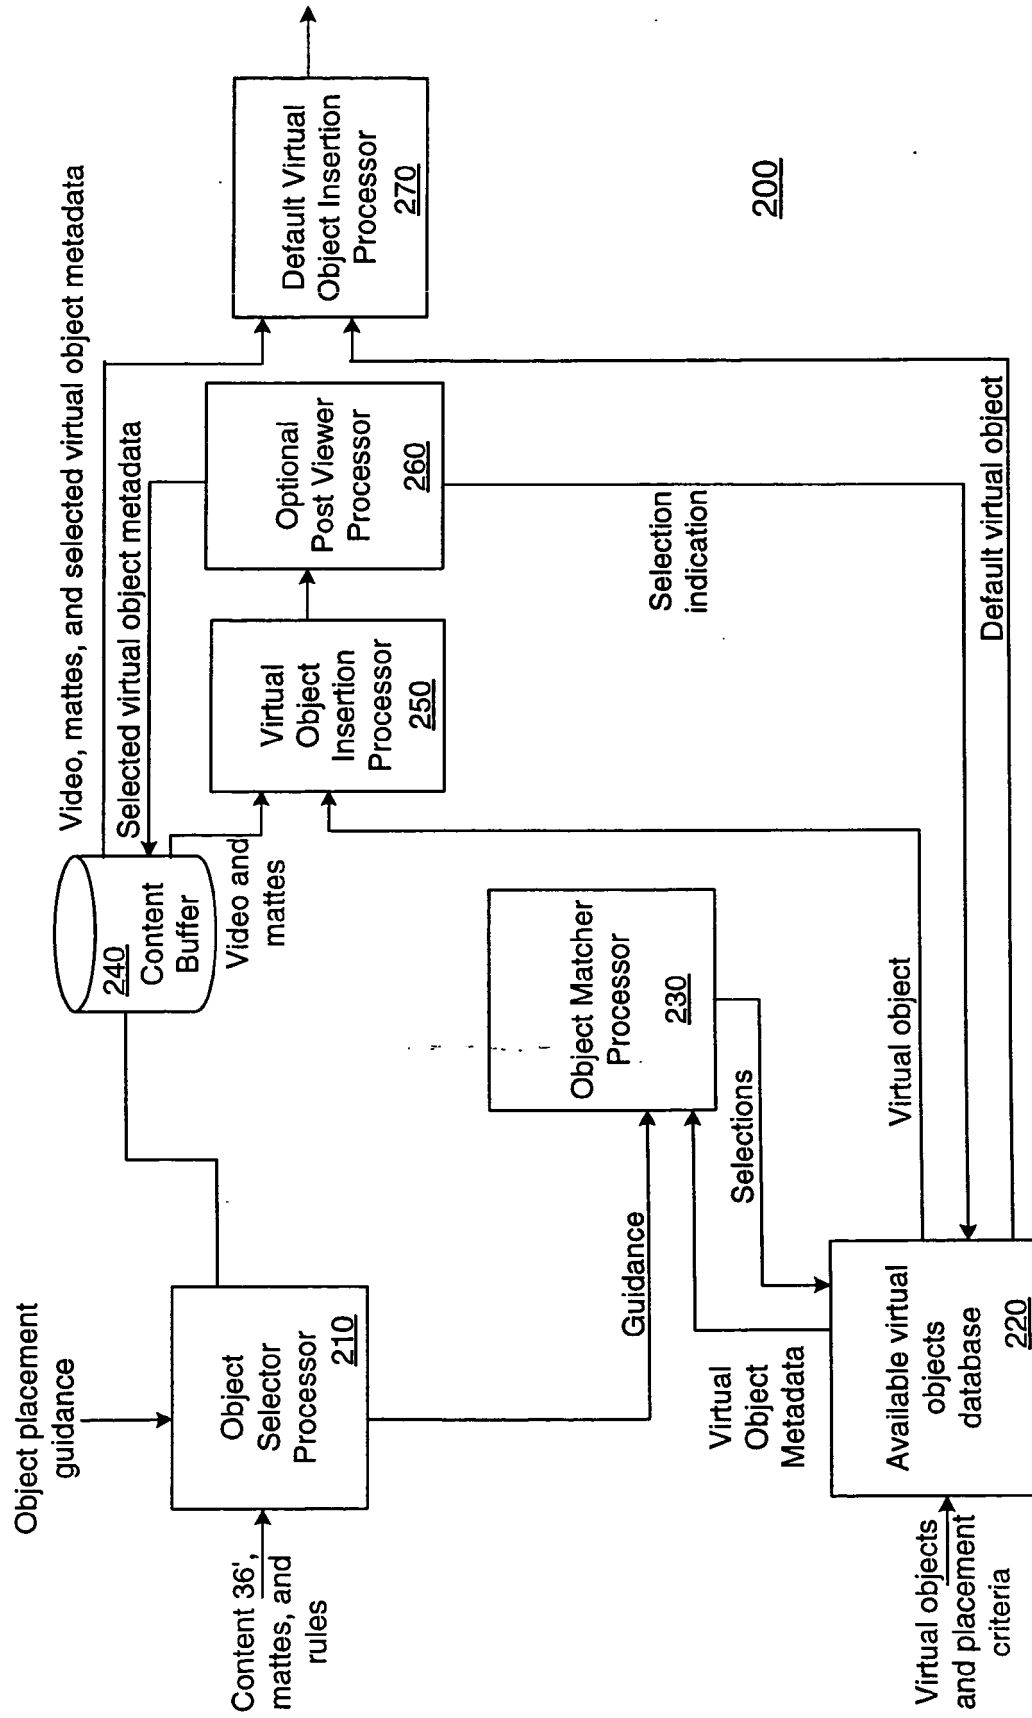 Object placement
guidance
Content 36',
mattes, and
rules
Object
Selector
Processor
210
240
Content
Buffer
Video, mattes, and selected virtual object metadata
Selected virtual object metadata
Video and
mattes
Virtual
Object
Insertion
Processor
250
Optional
Post Viewer
Processor
260
Default Virtual
Object Insertion
Processor
270
Guidance
Object Matcher
Processor
230
Selections
Virtual
Object
Metadata
Selection
indication
Virtual object
Default virtual object
Virtual objects
and placement
criteria
Available virtual
objects
database
220
200